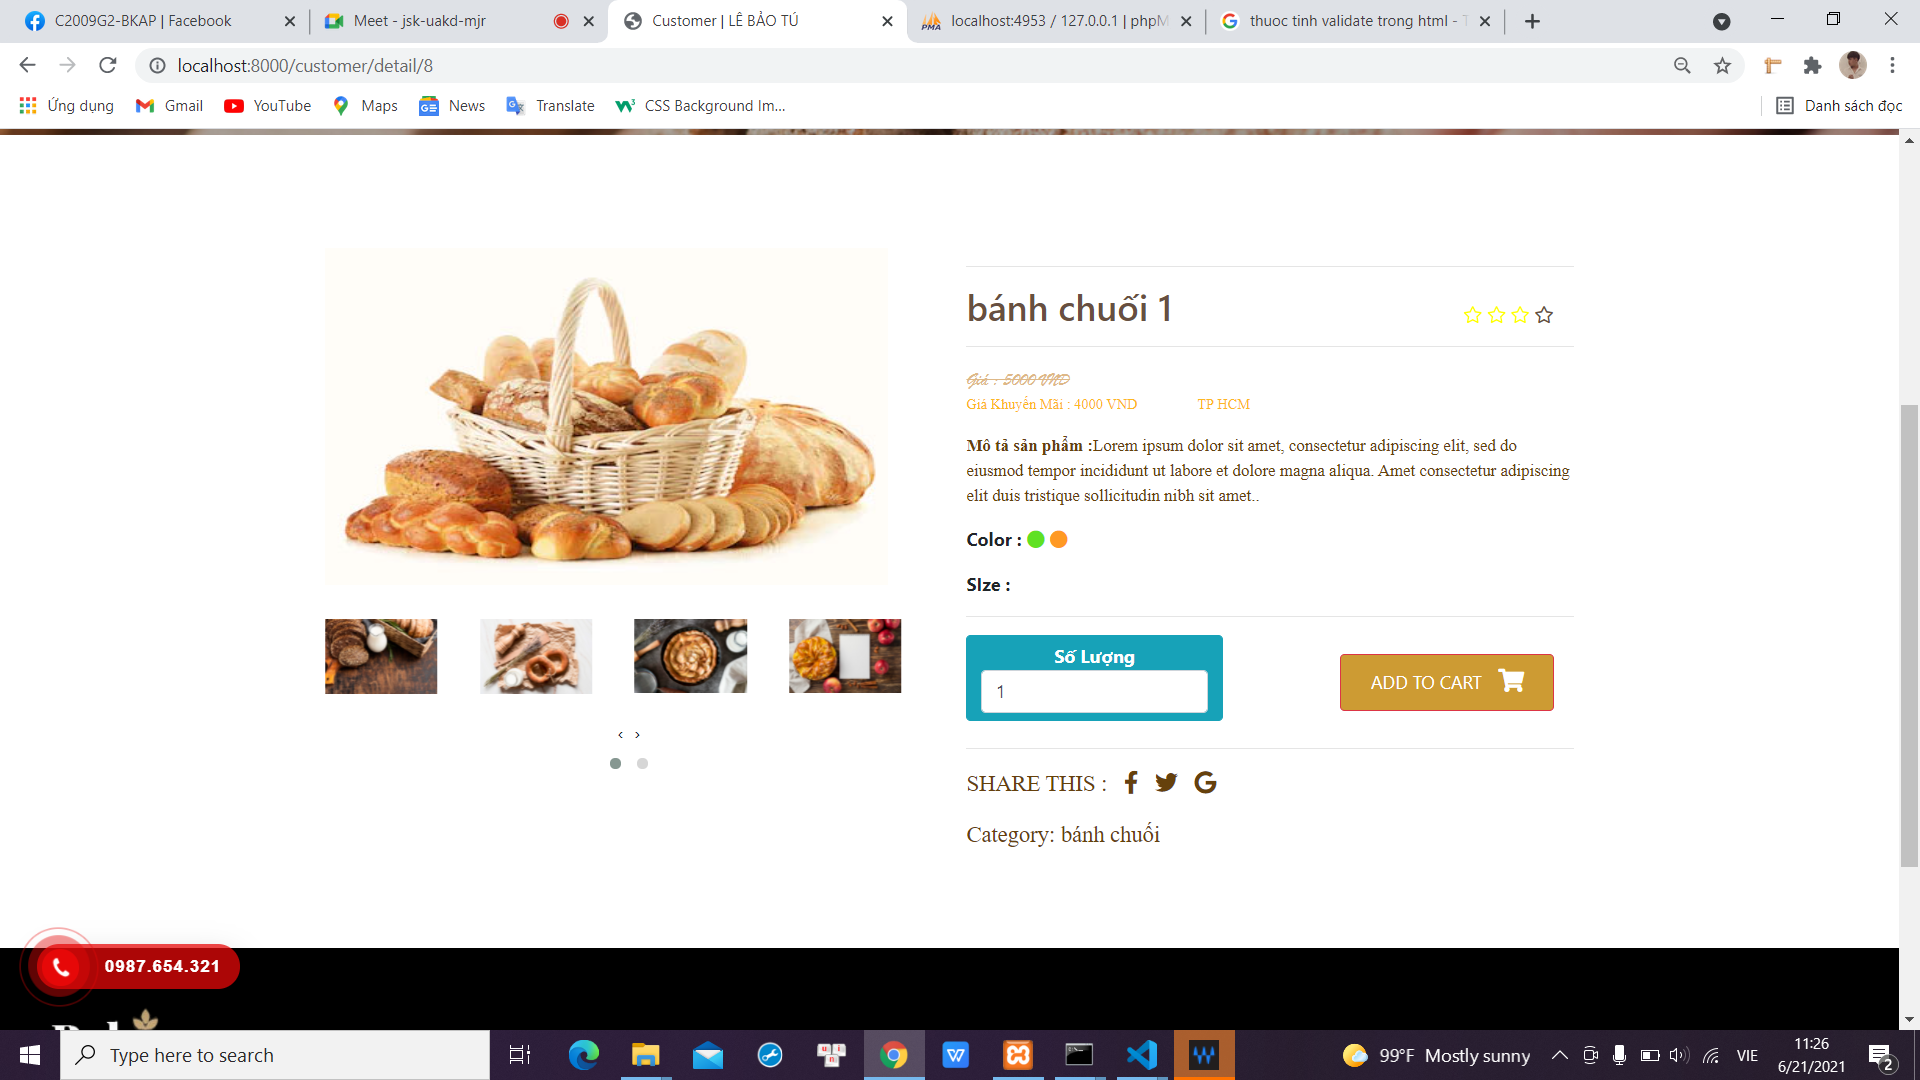 C2009G2-BKAP | Facebook
Meet - jsk-uakd-mjr
Customer | LÊ BẢO TÚ
localhost:4953 / 127.0.0.1 | phpM
thuoc tinh validate trong html - T
localhost:8000/customer/detail/8
Ứng dụng
Gmail
YouTube
Maps
News
Translate
CSS Background Im...
Danh sách đọc
bánh chuối 1
Giá : 5000 VND
Giá Khuyến Mãi : 4000 VND TP HCM
Mô tả sản phẩm :Lorem ipsum dolor sit amet, consectetur adipiscing elit, sed do
eiusmod tempor incididunt ut labore et dolore magna aliqua. Amet consectetur adipiscing
elit duis tristique sollicitudin nibh sit amet..
Color :
SIze :
Số Lượng
1
ADD TO CART
SHARE THIS :
Category: bánh chuối
0987.654.321
Type here to search
99°F Mostly sunny
VIE
11:26
6/21/2021
2